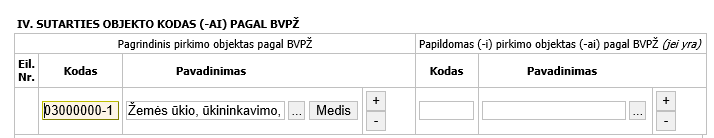 IV. SUTARTIES OBJEKTO KODAS (-AI) PAGAL BVPŽ
Pagrindinis pirkimo objektas pagal BVPŽ Papildomas (-i) pirkimo objektas (-ai) pagal BVPŽ (jei yra)
Eil. Nr. Kodas Pavadinimas Kodas Pavadinimas
03000000-1 Žemės ūkio, ūkininkavimo, ... Medis + - ... + -